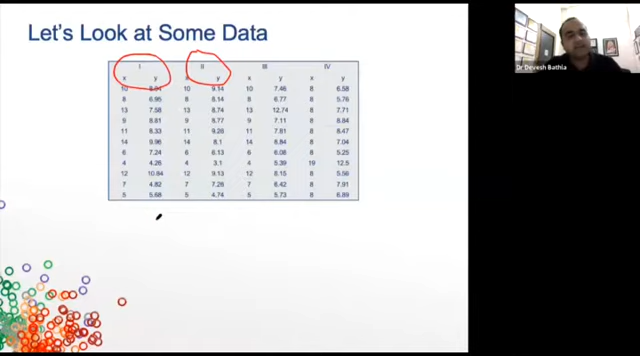 Let's Look at Some Data
I II III IV
x y x y x y x y
10 8.04 10 9.14 10 7.46 8 6.58
8 6.95 8 8.14 8 6.77 8 5.76
13 7.58 13 8.74 13 12.74 8 7.71
9 8.81 9 8.77 9 7.11 8 8.84
11 8.33 11 9.26 11 7.81 8 8.47
14 9.96 14 8.1 14 8.84 8 7.04
6 7.24 6 6.13 6 6.08 8 5.25
4 4.26 4 3.1 4 5.39 19 12.5
12 10.84 12 9.13 12 8.15 8 5.56
7 4.82 7 7.26 7 6.42 8 7.91
5 5.68 5 4.74 5 5.73 8 6.89
Dr Devesh Bathla